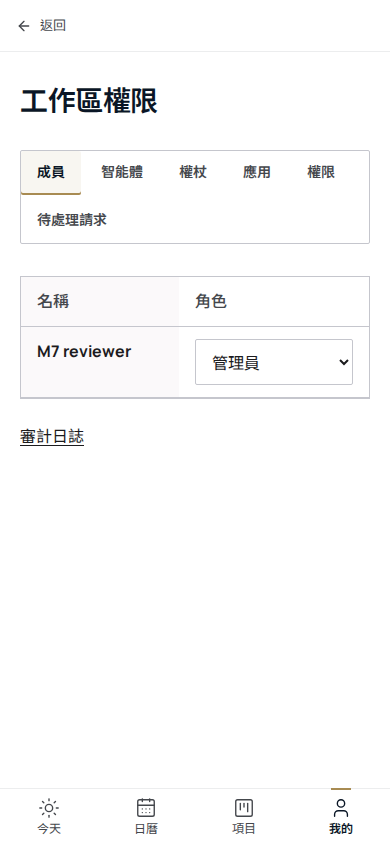 返回
工作區權限
成員 智能體 權杖 應用 權限
待處理請求
名稱 角色
M7 reviewer 管理員
審計日誌
今天 日曆 項目 我的